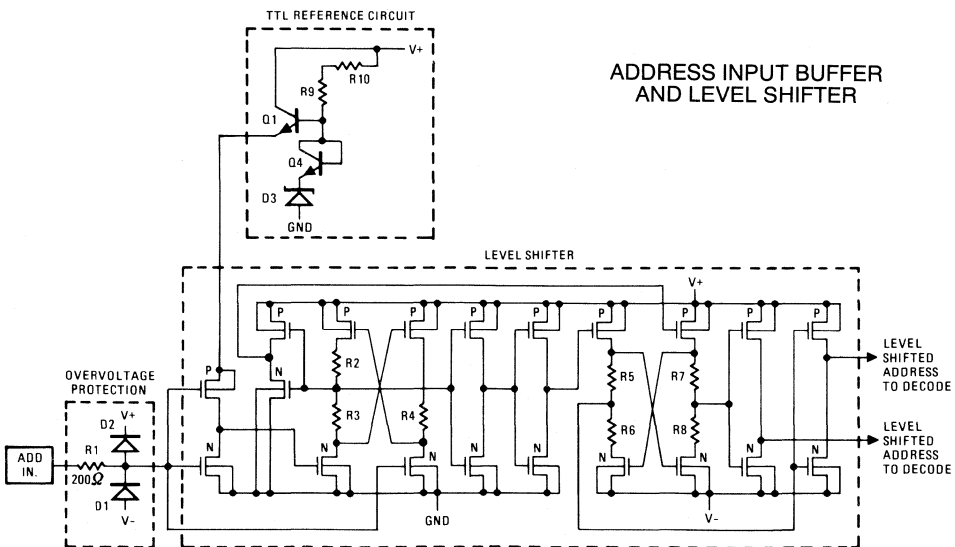 TTL REFERENCE CIRCUIT
V+
R10
R9
Q1
Q4
D3
GND
ADDRESS INPUT BUFFER
AND LEVEL SHIFTER
LEVEL SHIFTER
V+
P
P
P
P
P
P
P
P
P
R2
R5
R7
LEVEL
SHIFTED
ADDRESS
TO DECODE
OVERVOLTAGE
PROTECTION
P
N
R3
R4
R6
R8
D2
V+
ADD
IN.
R1
200Ω
N
N
N
N
N
N
N
N
N
LEVEL
SHIFTED
ADDRESS
TO DECODE
D1
V-
GND
V-